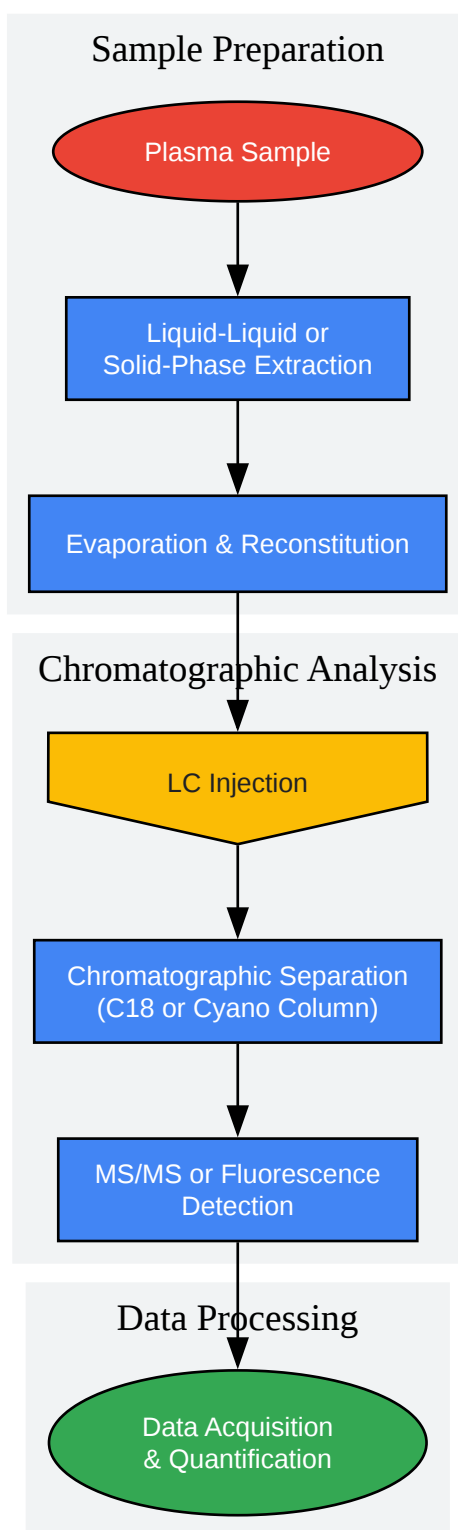 Sample Preparation
Plasma Sample
Liquid-Liquid or
Solid-Phase Extraction
Evaporation & Reconstitution
Chromatographic Analysis
LC Injection
Chromatographic Separation
(C18 or Cyano Column)
MS/MS or Fluorescence
Detection
Data Processing
Data Acquisition
& Quantification